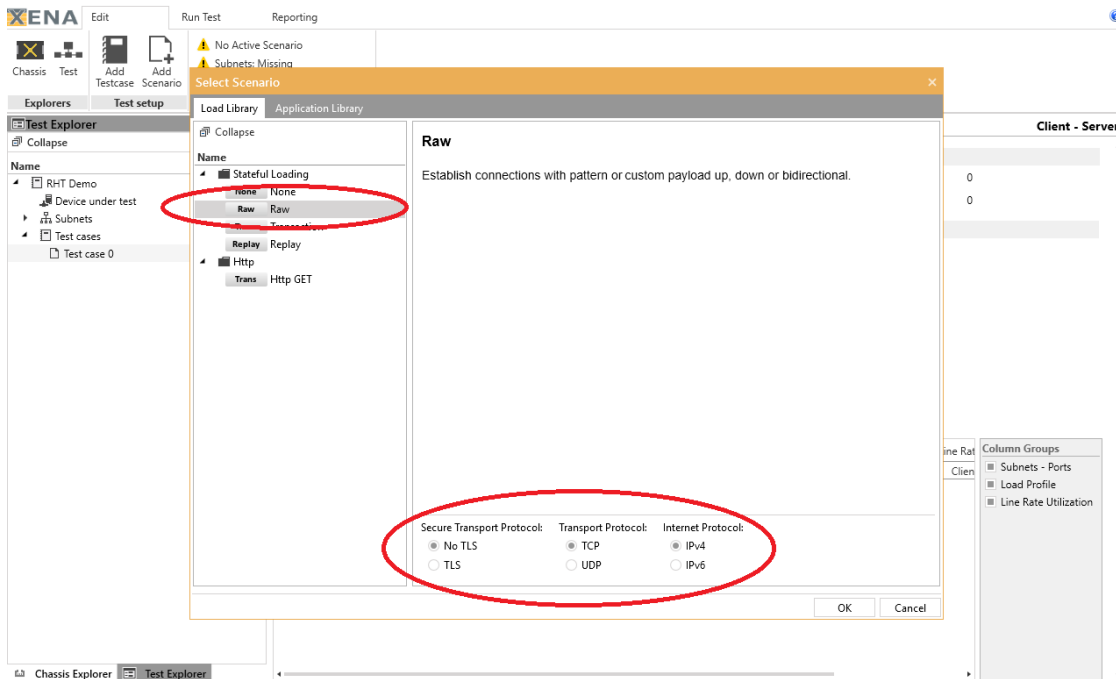 XENA Edit Run Test Reporting
Chassis Test Add Testcase Add Scenario
No Active Scenario
Subnets: Missing
Explorers Test setup
Select Scenario
Load Library Application Library
Test Explorer
Collapse
Name
RHT Demo
Device under test
Subnets
Test cases
Test case 0
Collapse
Name
Stateful Loading
None None
Raw Raw
Replay Replay
Http
Trans Http GET
Raw
Establish connections with pattern or custom payload up, down or bidirectional.
Secure Transport Protocol: Transport Protocol: Internet Protocol:
No TLS TCP IPv4
TLS UDP IPv6
OK Cancel
Client - Server
0
0
Column Groups
Subnets - Ports
Load Profile
Line Rate Utilization
Chassis Explorer Test Explorer